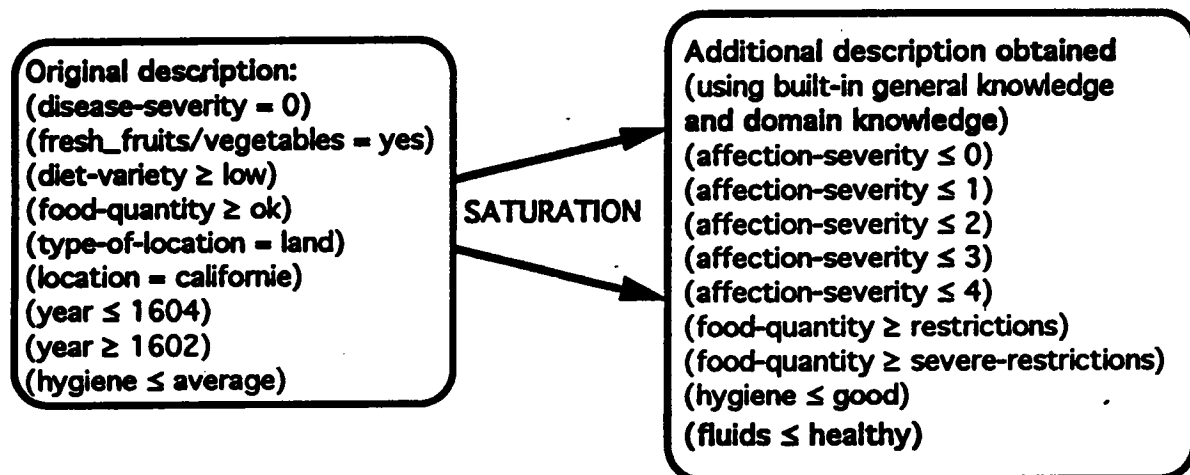 Original description:
(disease-severity = 0)
(fresh_fruits/vegetables = yes)
(diet-variety ≥ low)
(food-quantity ≥ ok)
(type-of-location = land)
(location = californie)
(year ≤ 1604)
(year ≥ 1602)
(hygiene ≤ average)
SATURATION
Additional description obtained
(using built-in general knowledge
and domain knowledge)
(affection-severity ≤ 0)
(affection-severity ≤ 1)
(affection-severity ≤ 2)
(affection-severity ≤ 3)
(affection-severity ≤ 4)
(food-quantity ≥ restrictions)
(food-quantity ≥ severe-restrictions)
(hygiene ≤ good)
(fluids ≤ healthy)